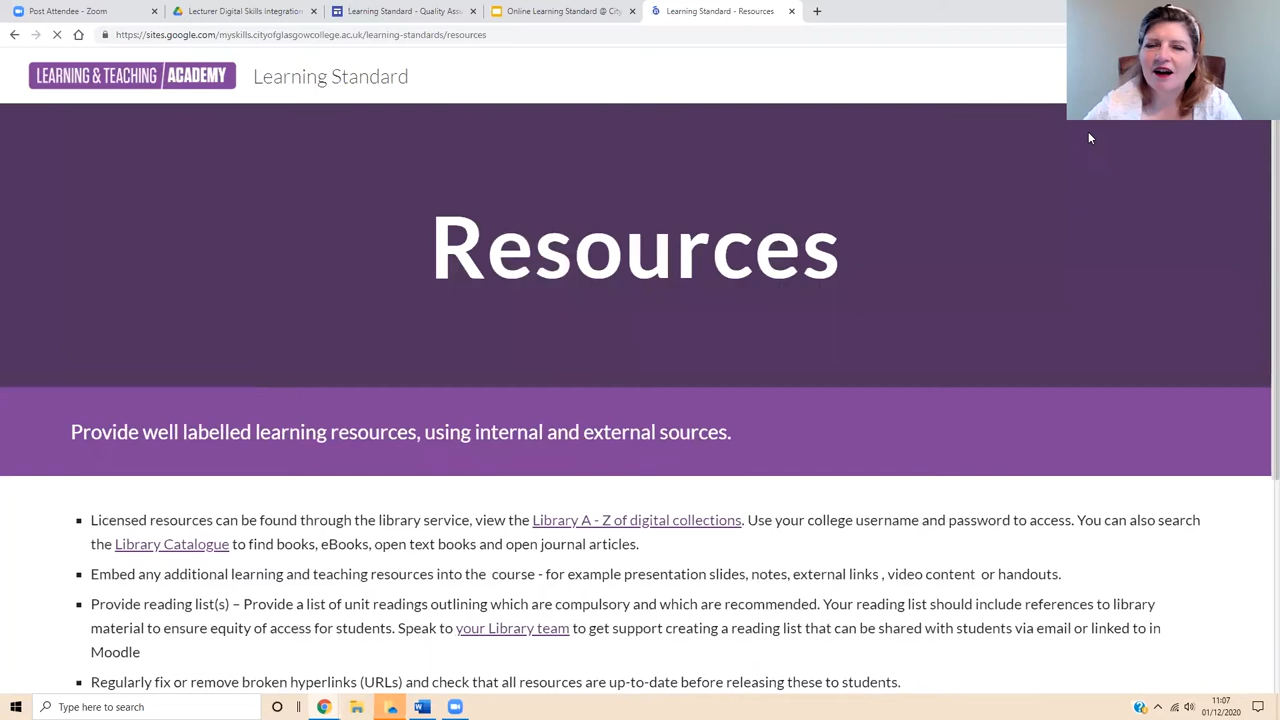 Post Attendee - Zoom
Lecturer Digital Skills Integration
Learning Standard - Quality Ass
Online Learning Standard @ City
Learning Standard - Resources
https://sites.google.com/myskills.cityofglasgowcollege.ac.uk/learning-standards/resources
LEARNING & TEACHING ACADEMY
Learning Standard
Resources
Provide well labelled learning resources, using internal and external sources.
▪ Licensed resources can be found through the library service, view the Library A - Z of digital collections. Use your college username and password to access. You can also search
the Library Catalogue to find books, eBooks, open text books and open journal articles.
▪ Embed any additional learning and teaching resources into the course - for example presentation slides, notes, external links , video content or handouts.
▪ Provide reading list(s) – Provide a list of unit readings outlining which are compulsory and which are recommended. Your reading list should include references to library
material to ensure equity of access for students. Speak to your Library team to get support creating a reading list that can be shared with students via email or linked to in
Moodle
▪ Regularly fix or remove broken hyperlinks (URLs) and check that all resources are up-to-date before releasing these to students.
Type here to search
11:07
01/12/2020